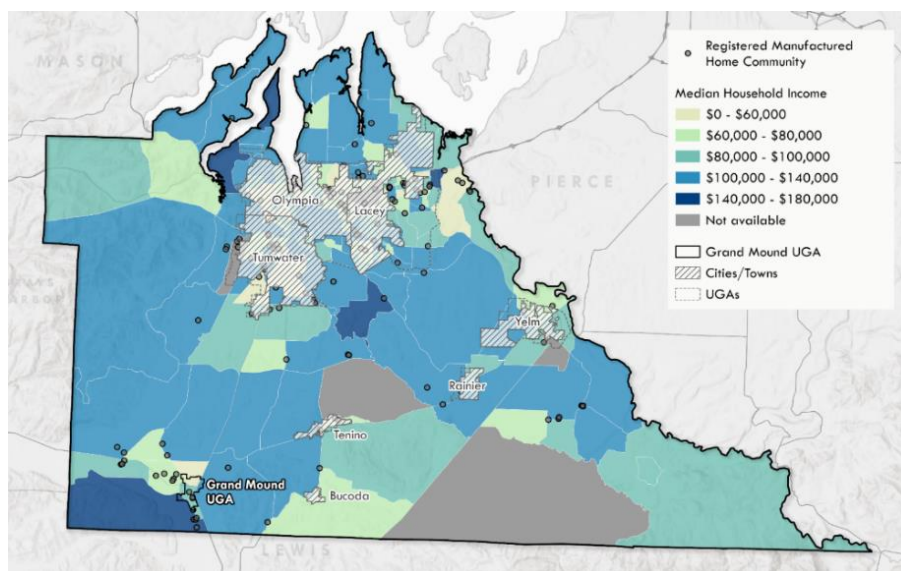 Registered Manufactured
Home Community
Median Household Income
$0 - $60,000
$60,000 - $80,000
$80,000 - $100,000
$100,000 - $140,000
$140,000 - $180,000
Not available
Grand Mound UGA
Cities/Towns
UGAs
MASON
PIERCE
Olympia
Lacey
Tumwater
Yelm
Rainier
Tenino
Grand Mound
UGA
Bucoda
LEWIS